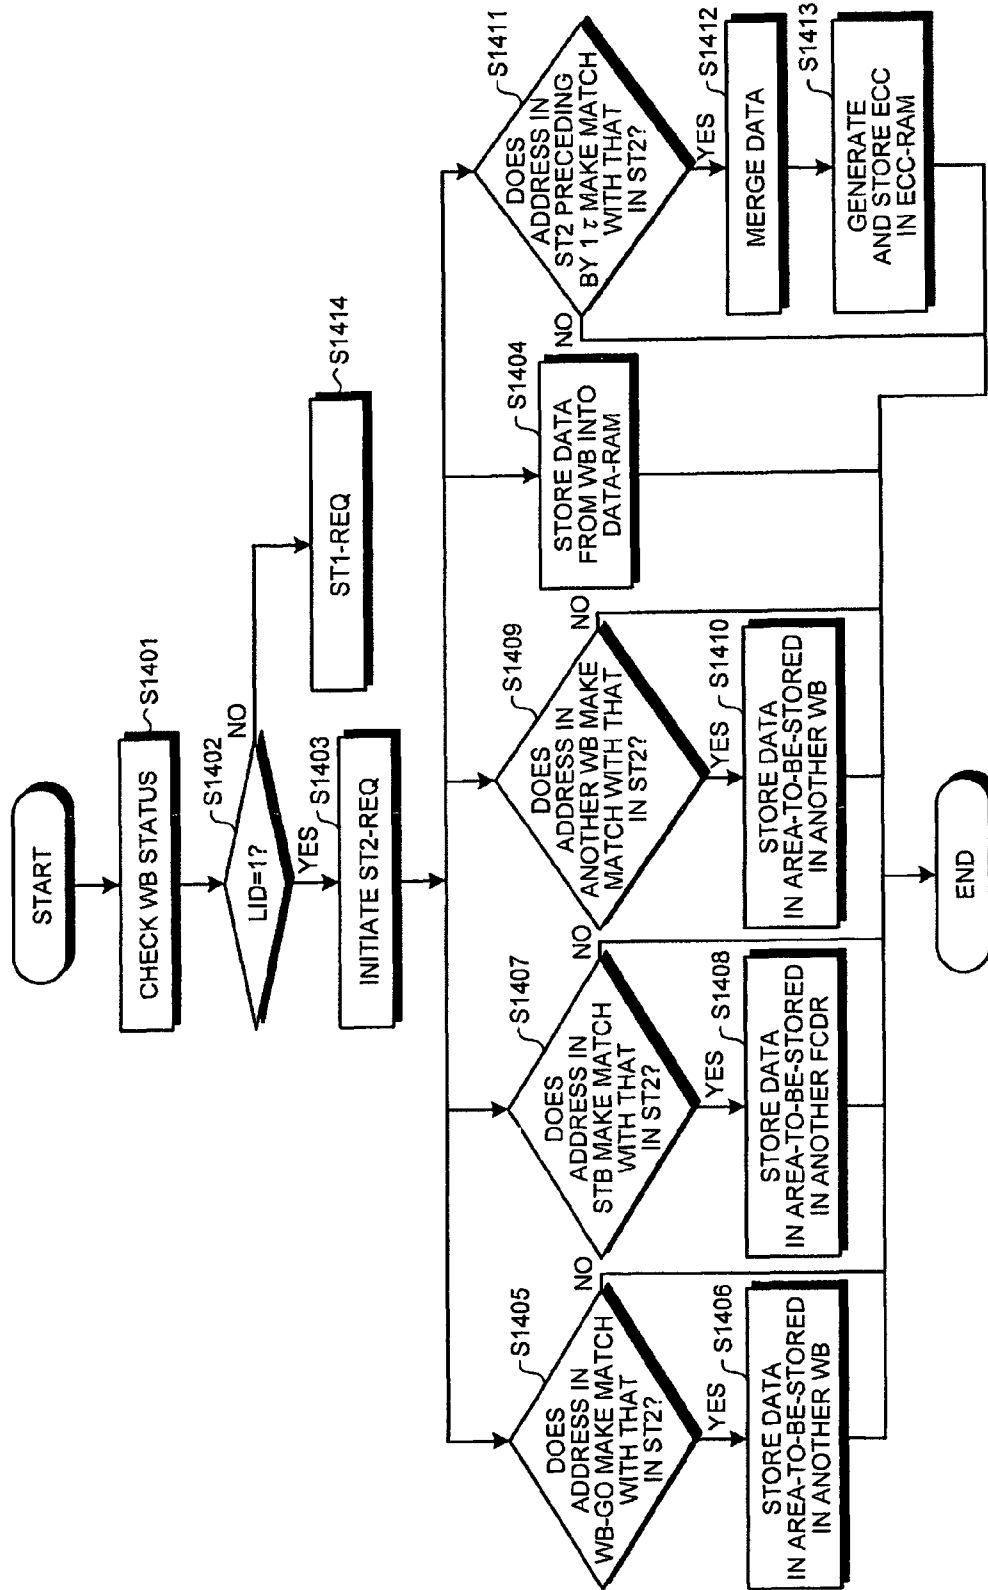 START
CHECK WB STATUS
S1401
LID=1?
S1402
NO
YES
ST1-REQ
S1414
INITIATE ST2-REQ
S1403
DOES
ADDRESS IN
WB-GO MAKE MATCH
WITH THAT
IN ST2?
S1405
NO
YES
STORE DATA
IN AREA-TO-BE-STORED
IN ANOTHER WB
S1406
DOES
ADDRESS IN
STB MAKE MATCH
WITH THAT
IN ST2?
S1407
NO
YES
STORE DATA
IN AREA-TO-BE-STORED
IN ANOTHER FCDR
S1408
DOES
ADDRESS IN
ANOTHER WB MAKE
MATCH WITH THAT
IN ST2?
S1409
NO
YES
STORE DATA
IN AREA-TO-BE-STORED
IN ANOTHER WB
S1410
STORE DATA
FROM WB INTO
DATA-RAM
S1404
DOES
ADDRESS IN
ST2 PRECEDING
BY 1 τ MAKE MATCH
WITH THAT
IN ST2?
S1411
NO
YES
MERGE DATA
S1412
GENERATE
AND STORE ECC
IN ECC-RAM
S1413
END